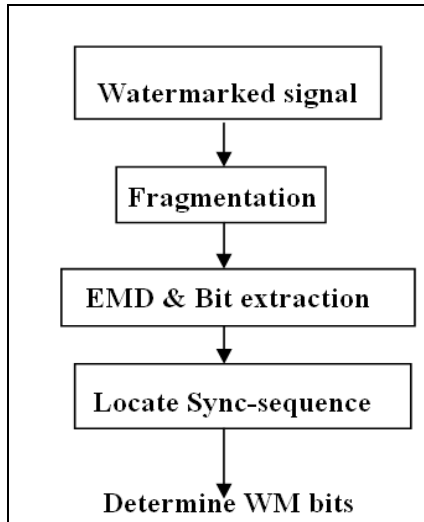 Watermarked signal
Fragmentation
EMD & Bit extraction
Locate Sync-sequence
Determine WM bits